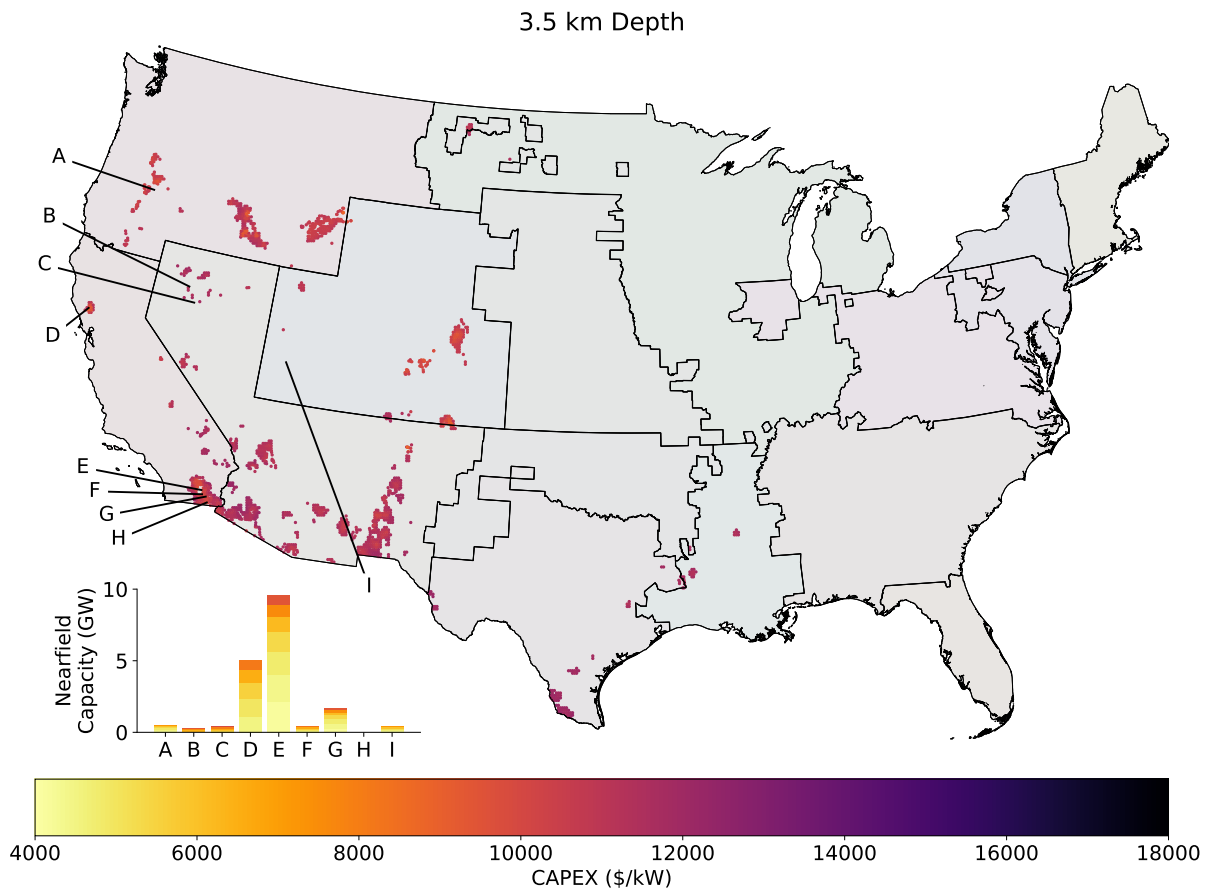 3.5 km Depth
A
B
C
D
E
F
G
H
I
Nearfield
Capacity (GW)
10
5
0
A B C D E F G H I
4000 6000 8000 10000 12000 14000 16000 18000
CAPEX ($/kW)